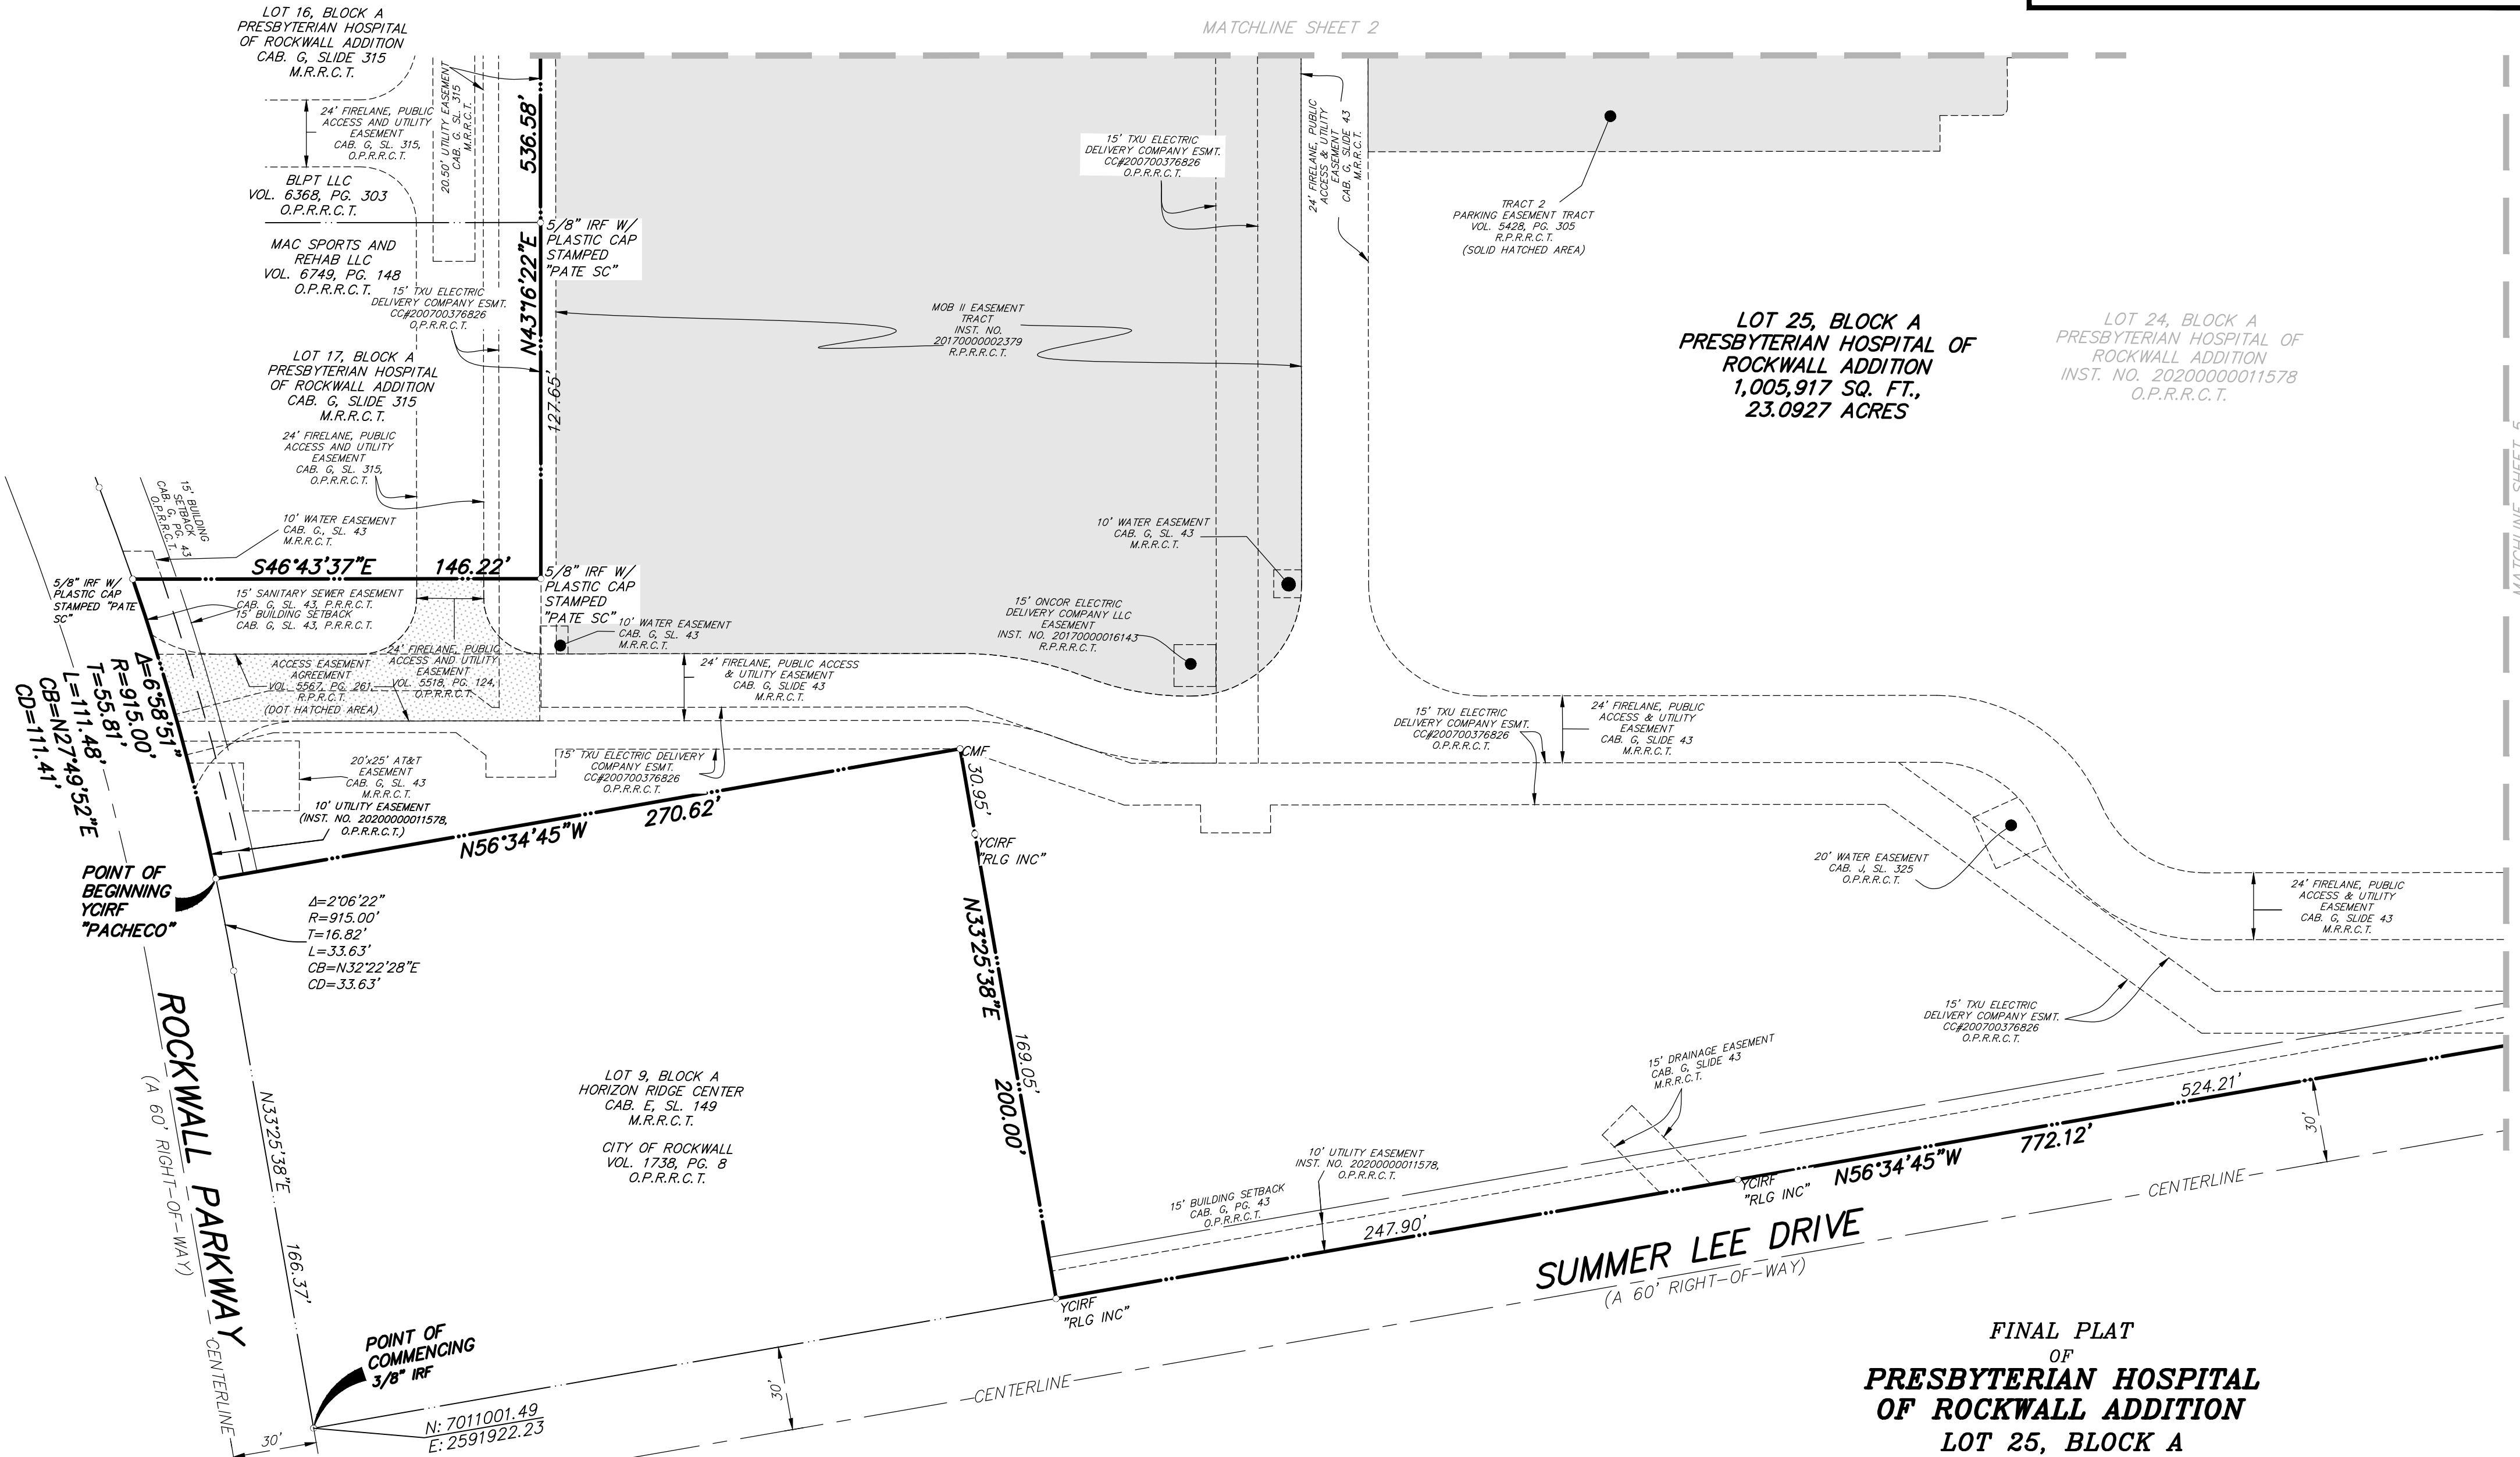 MATCHLINE SHEET 2
LOT 16, BLOCK A
PRESBYTERIAN HOSPITAL
OF ROCKWALL ADDITION
CAB. G, SLIDE 315
M.R.R.C.T.
24' FIRELANE, PUBLIC
ACCESS AND UTILITY
EASEMENT
CAB. G, SL. 315,
O.P.R.R.C.T.
20.50' UTILITY EASEMENT
CAB. G. SL. 315
M.R.R.C.T.
536.58'
BLPT LLC
VOL. 6368, PG. 303
O.P.R.R.C.T.
MAC SPORTS AND
REHAB LLC
VOL. 6749, PG. 148
O.P.R.R.C.T.
5/8" IRF W/
PLASTIC CAP
STAMPED
"PATE SC"
N43°16'22"E
15' TXU ELECTRIC
DELIVERY COMPANY ESMT.
CC#200700376826
O.P.R.R.C.T.
127.65'
LOT 17, BLOCK A
PRESBYTERIAN HOSPITAL
OF ROCKWALL ADDITION
CAB. G, SLIDE 315
M.R.R.C.T.
24' FIRELANE, PUBLIC
ACCESS AND UTILITY
EASEMENT
CAB. G, SL. 315,
O.P.R.R.C.T.
15' TXU ELECTRIC
DELIVERY COMPANY ESMT.
CC#200700376826
O.P.R.R.C.T.
24' FIRELANE, PUBLIC
ACCESS & UTILITY
EASEMENT
CAB. G, SLIDE 43
M.R.R.C.T.
TRACT 2
PARKING EASEMENT TRACT
VOL. 5428, PG. 305
R.P.R.R.C.T.
(SOLID HATCHED AREA)
MOB II EASEMENT
TRACT
INST. NO.
20170000002379
R.P.R.R.C.T.
LOT 25, BLOCK A
PRESBYTERIAN HOSPITAL OF
ROCKWALL ADDITION
1,005,917 SQ. FT.,
23.0927 ACRES
LOT 24, BLOCK A
PRESBYTERIAN HOSPITAL OF
ROCKWALL ADDITION
INST. NO. 20200000011578
O.P.R.R.C.T.
MATCHLINE SHEET 5
15' BUILDING
SETBACK
CAB. G, PG. 43
O.P.R.R.C.T.
10' WATER EASEMENT
CAB. G., SL. 43
M.R.R.C.T.
10' WATER EASEMENT
CAB. G, SL. 43
M.R.R.C.T.
S46°43'37"E
146.22'
5/8" IRF W/
PLASTIC CAP
STAMPED "PATE
SC"
5/8" IRF W/
PLASTIC CAP
STAMPED
"PATE SC"
15' SANITARY SEWER EASEMENT
CAB. G, SL. 43, P.R.R.C.T.
15' BUILDING SETBACK
CAB. G, SL. 43, P.R.R.C.T.
10' WATER EASEMENT
CAB. G, SL. 43
M.R.R.C.T.
15' ONCOR ELECTRIC
DELIVERY COMPANY LLC
EASEMENT
INST. NO. 20170000016143
R.P.R.R.C.T.
Δ=6°58'51"
R=915.00'
T=55.81'
L=111.48'
CB=N27°49'52"E
CD=111.41'
ACCESS EASEMENT
AGREEMENT
VOL. 5567, PG. 261,
R.P.R.C.T.
(DOT HATCHED AREA)
24' FIRELANE, PUBLIC
ACCESS AND UTILITY
EASEMENT
VOL. 5518, PG. 124,
O.P.R.R.C.T.
24' FIRELANE, PUBLIC ACCESS
& UTILITY EASEMENT
CAB. G, SLIDE 43
M.R.R.C.T.
15' TXU ELECTRIC
DELIVERY COMPANY ESMT.
CC#200700376826
O.P.R.R.C.T.
24' FIRELANE, PUBLIC
ACCESS & UTILITY
EASEMENT
CAB. G, SLIDE 43
M.R.R.C.T.
20'x25' AT&T
EASEMENT
CAB. G, SL. 43
M.R.R.C.T.
10' UTILITY EASEMENT
(INST. NO. 20200000011578,
O.P.R.R.C.T.)
15' TXU ELECTRIC DELIVERY
COMPANY ESMT.
CC#200700376826
O.P.R.R.C.T.
CMF
30.95'
N56°34'45"W
270.62'
YCIRF
"RLG INC"
20' WATER EASEMENT
CAB. J, SL. 325
O.P.R.R.C.T.
24' FIRELANE, PUBLIC
ACCESS & UTILITY
EASEMENT
CAB. G, SLIDE 43
M.R.R.C.T.
POINT OF
BEGINNING
YCIRF
"PACHECO"
Δ=2°06'22"
R=915.00'
T=16.82'
L=33.63'
CB=N32°22'28"E
CD=33.63'
N33°25'38"E
169.05'
200.00'
15' TXU ELECTRIC
DELIVERY COMPANY ESMT.
CC#200700376826
O.P.R.R.C.T.
ROCKWALL PARKWAY
(A 60' RIGHT-OF-WAY)
CENTERLINE
N33°25'38"E
166.37'
LOT 9, BLOCK A
HORIZON RIDGE CENTER
CAB. E, SL. 149
M.R.R.C.T.
CITY OF ROCKWALL
VOL. 1738, PG. 8
O.P.R.R.C.T.
15' DRAINAGE EASEMENT
CAB. G, SLIDE 43
M.R.R.C.T.
524.21'
30'
772.12'
N56°34'45"W
10' UTILITY EASEMENT
INST. NO. 20200000011578,
O.P.R.R.C.T.
15' BUILDING SETBACK
CAB. G, PG. 43
O.P.R.R.C.T.
247.90'
YCIRF
"RLG INC"
CENTERLINE
SUMMER LEE DRIVE
(A 60' RIGHT-OF-WAY)
YCIRF
"RLG INC"
POINT OF
COMMENCING
3/8" IRF
30'
CENTERLINE
N: 7011001.49
E: 2591922.23
30'
FINAL PLAT
OF
PRESBYTERIAN HOSPITAL
OF ROCKWALL ADDITION
LOT 25, BLOCK A